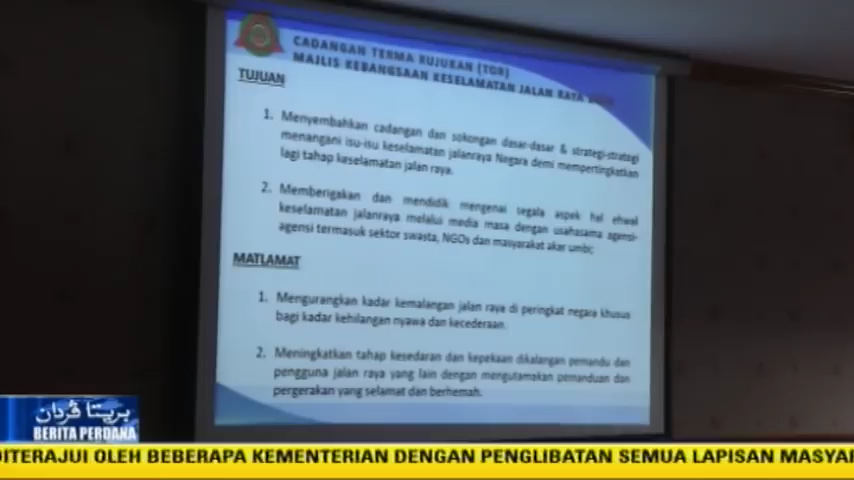 CADANGAN TERMA RUJUKAN (TOR)
MAJLIS KEBANGSAAN KESELAMATAN JALAN RAYA
TUJUAN
1. Menyembahkan cadangan dan sokongan dasar-dasar & strategi-strategi
menangani isu-isu keselamatan jalanraya Negara demi mempertingkatkan
lagi tahap keselamatan jalan raya.
2. Memberigakan dan mendidik mengenai segala aspek hal ehwal
keselamatan jalanraya melalui media masa dengan usahasama agensi-
agensi termasuk sektor swasta, NGOs dan masyarakat akar umbi;
MATLAMAT
1. Mengurangkan kadar kemalangan jalan raya di peringkat negara khusus
bagi kadar kehilangan nyawa dan kecederaan.
2. Meningkatkan tahap kesedaran dan kepekaan dikalangan pemandu dan
pengguna jalan raya yang lain dengan mengutamakan pemanduan dan
pergerakan yang selamat dan berhemah.
بريتا ڤردان
BERITA PERDANA
DITERAJUI OLEH BEBERAPA KEMENTERIAN DENGAN PENGLIBATAN SEMUA LAPISAN MASYAR